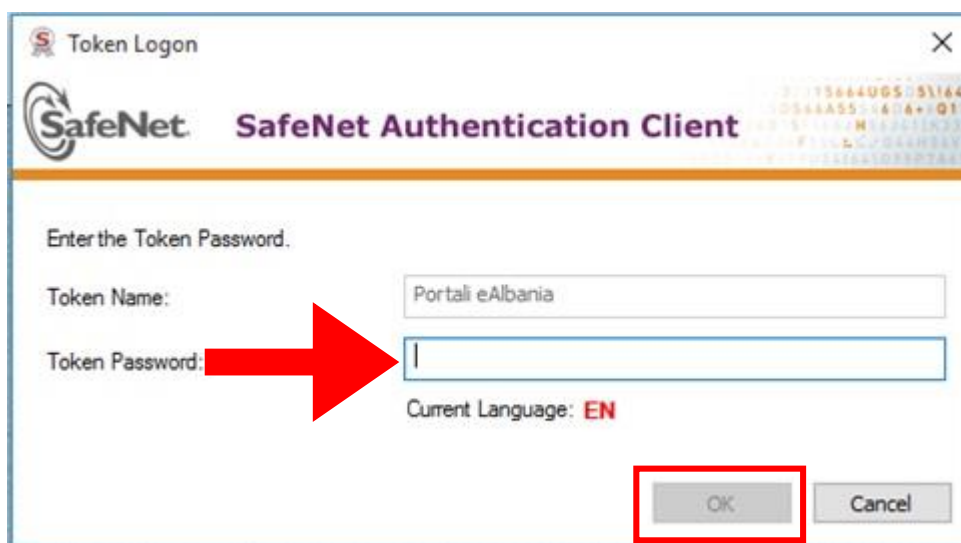 Token Logon
SafeNet. SafeNet Authentication Client
Enter the Token Password.
Token Name: Portali eAlbania
Token Password:
Current Language: EN
OK Cancel